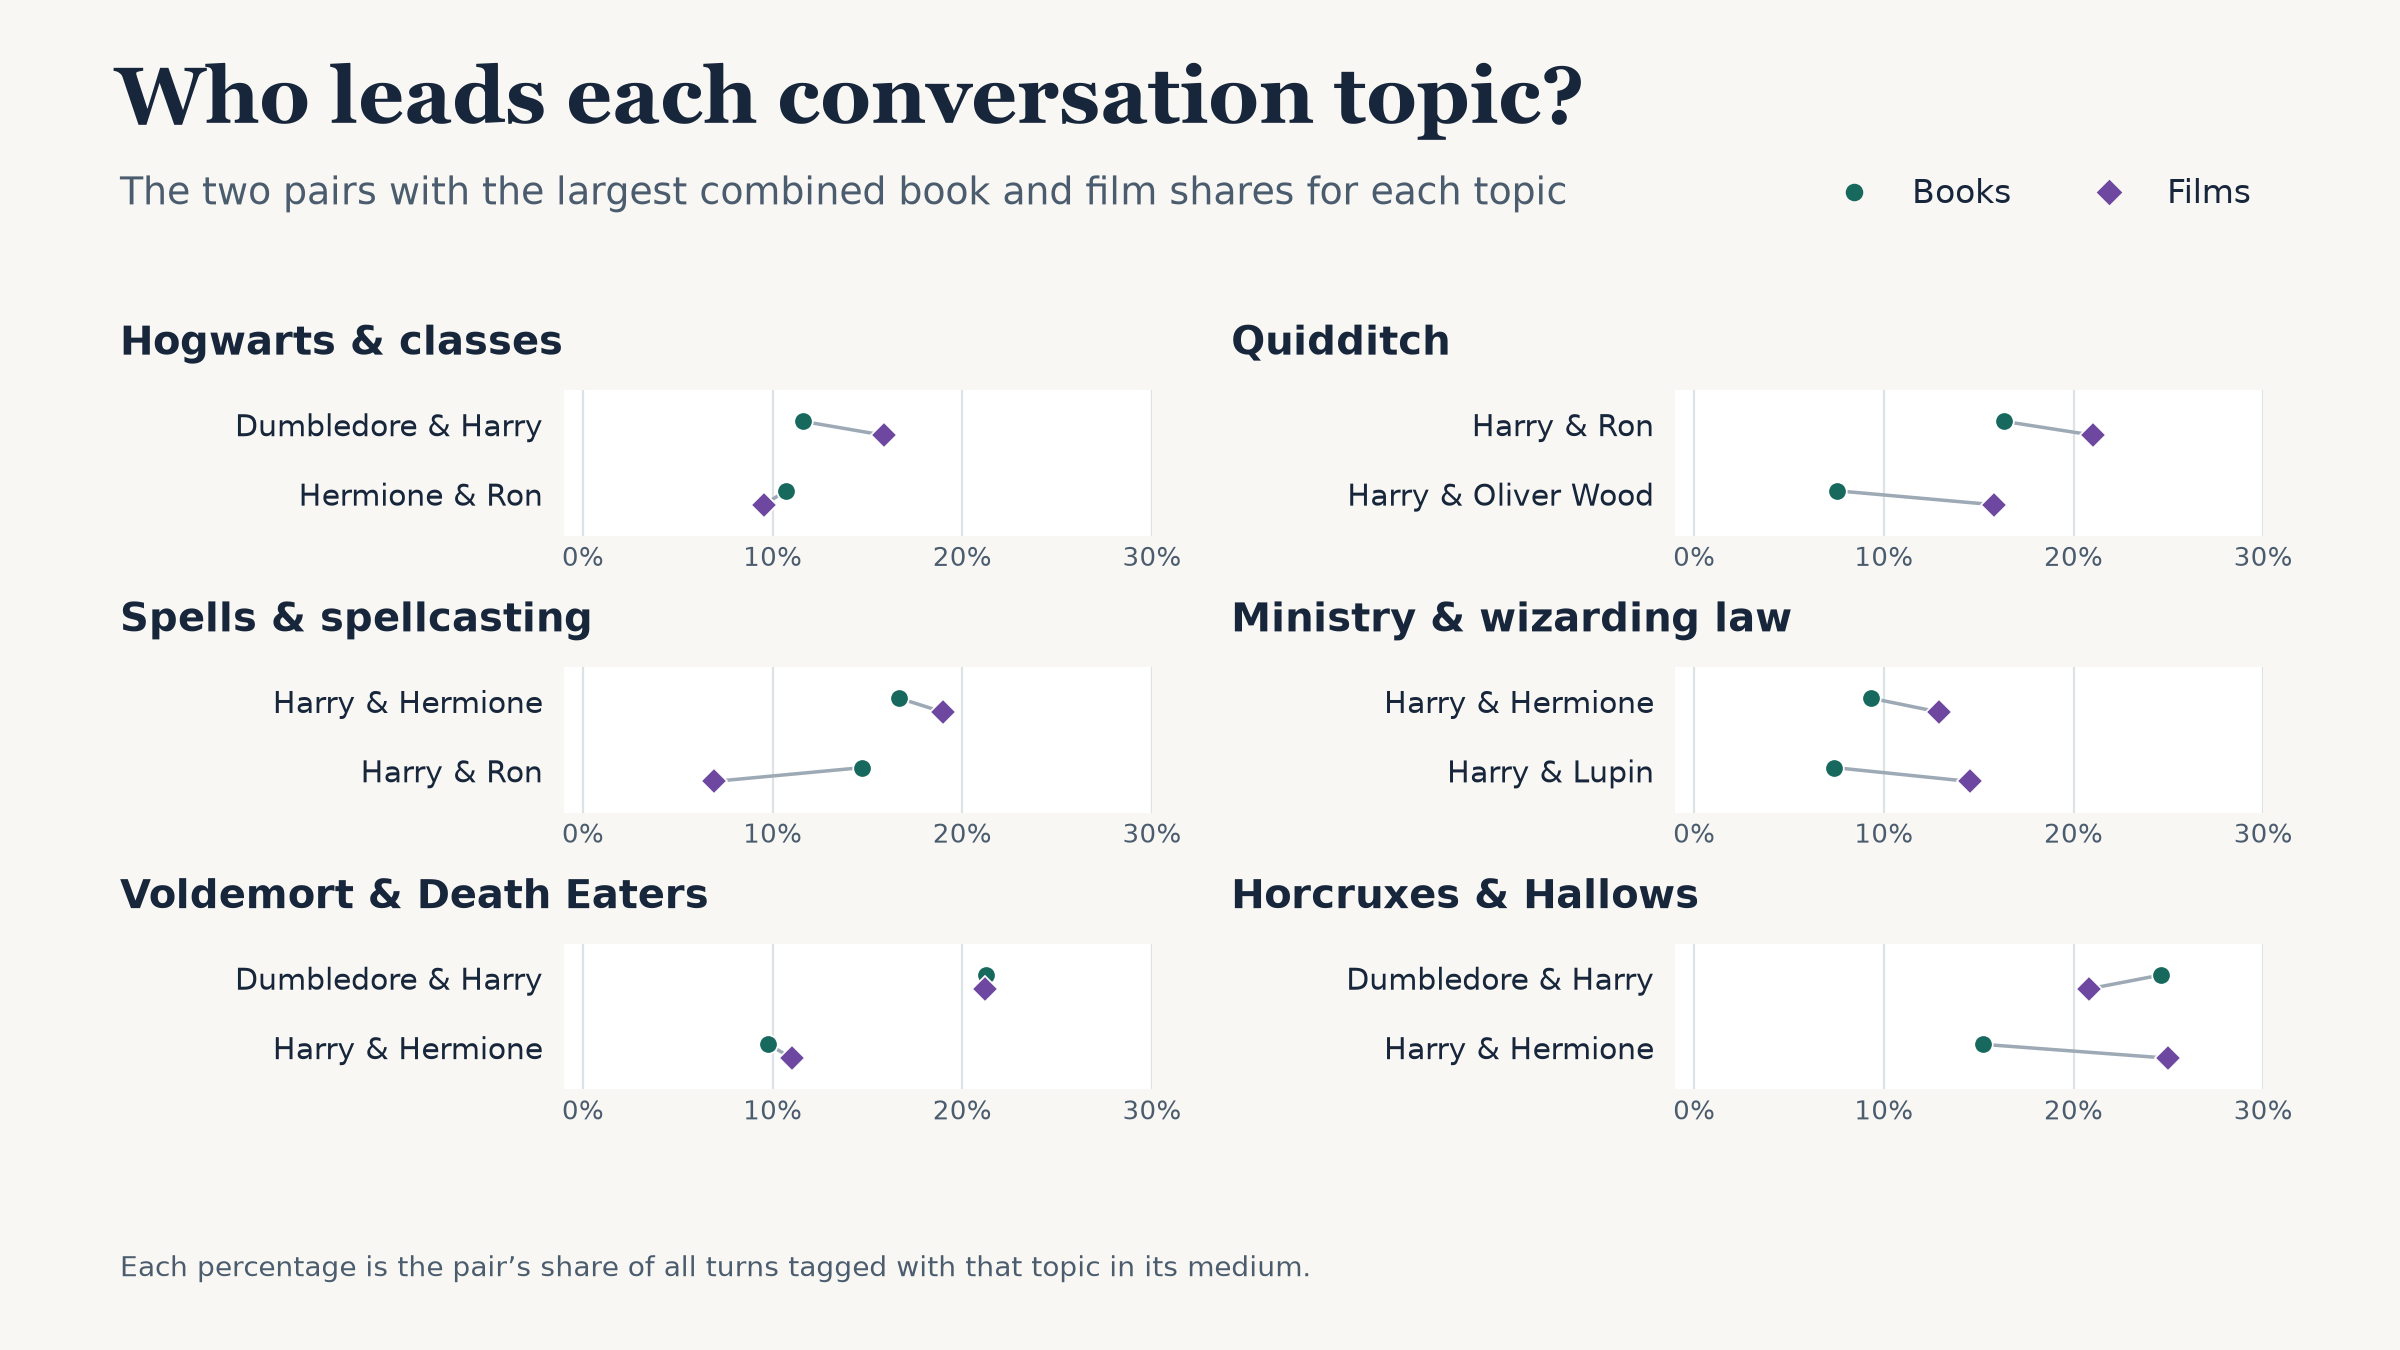 Who leads each conversation topic?
The two pairs with the largest combined book and film shares for each topic
Books
Films
Hogwarts & classes
Dumbledore & Harry
Hermione & Ron
0% 10% 20% 30%
Quidditch
Harry & Ron
Harry & Oliver Wood
0% 10% 20% 30%
Spells & spellcasting
Harry & Hermione
Harry & Ron
0% 10% 20% 30%
Ministry & wizarding law
Harry & Hermione
Harry & Lupin
0% 10% 20% 30%
Voldemort & Death Eaters
Dumbledore & Harry
Harry & Hermione
0% 10% 20% 30%
Horcruxes & Hallows
Dumbledore & Harry
Harry & Hermione
0% 10% 20% 30%
Each percentage is the pair’s share of all turns tagged with that topic in its medium.